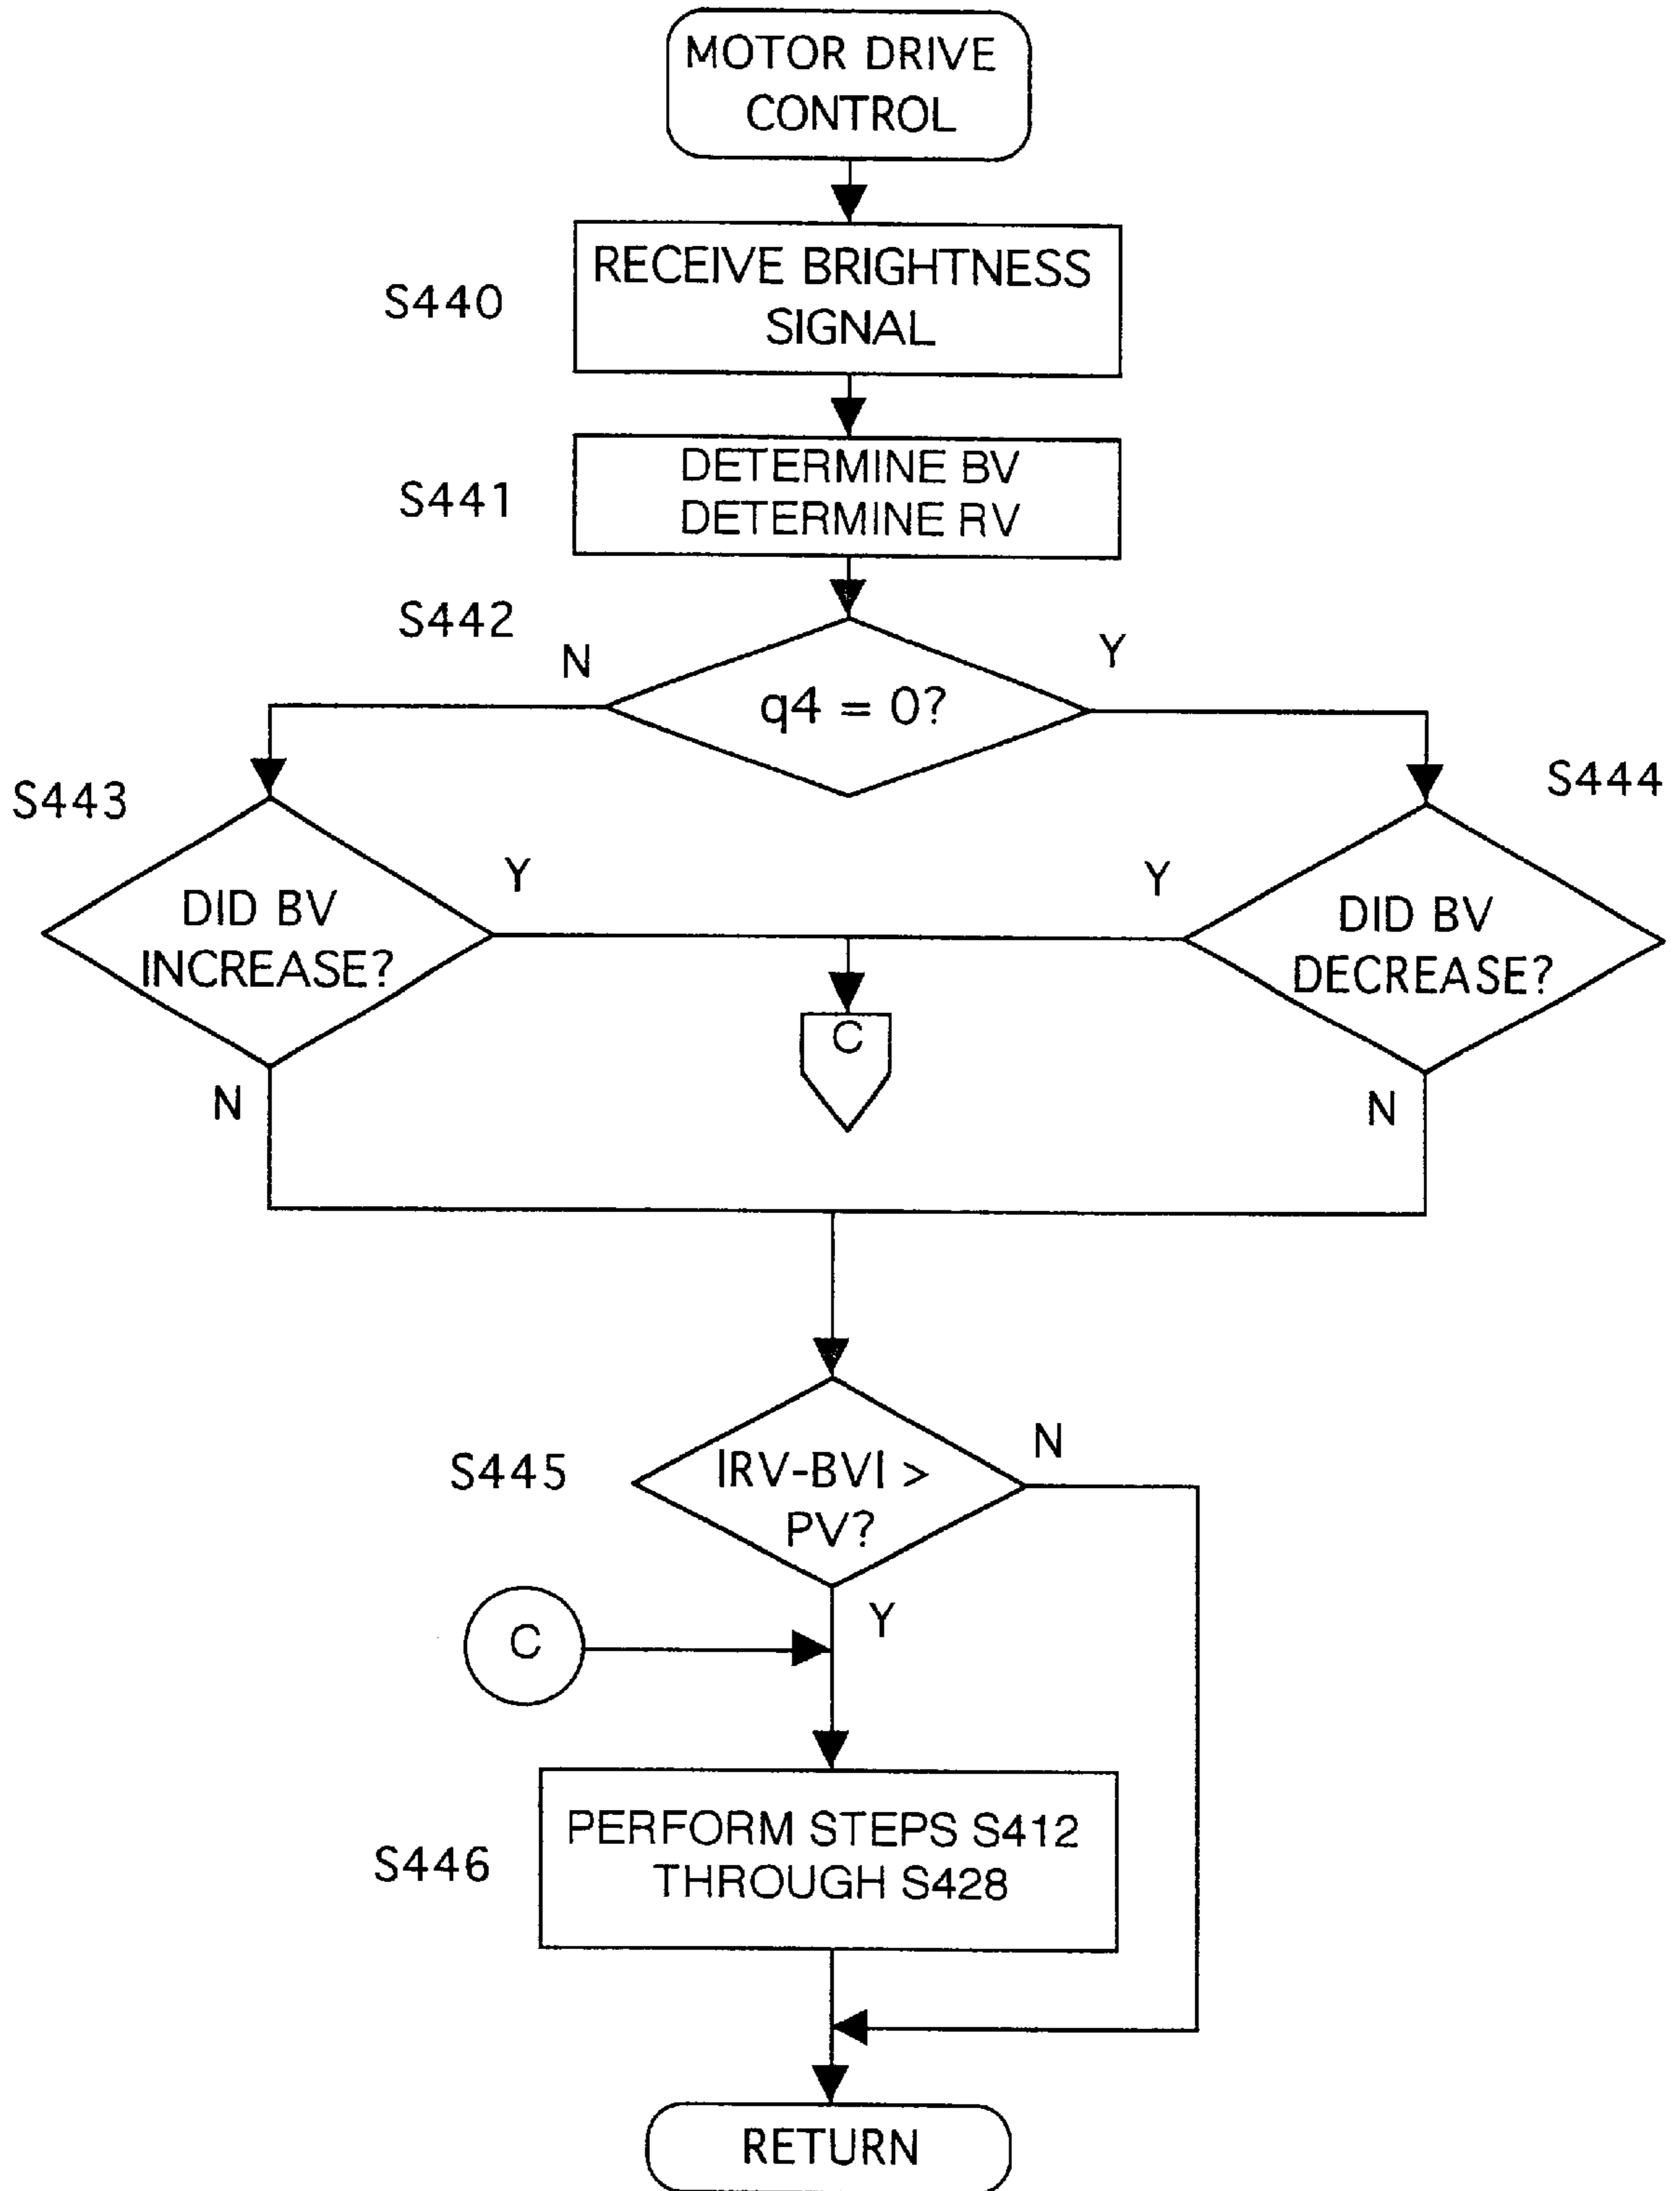 MOTOR DRIVE
CONTROL
S440
RECEIVE BRIGHTNESS
SIGNAL
S441
DETERMINE BV
DETERMINE RV
S442
N
Y
q4 = 0?
S443
S444
Y
Y
DID BV
INCREASE?
DID BV
DECREASE?
C
N
N
S445
|RV-BV| >
PV?
N
Y
C
S446
PERFORM STEPS S412
THROUGH S428
RETURN